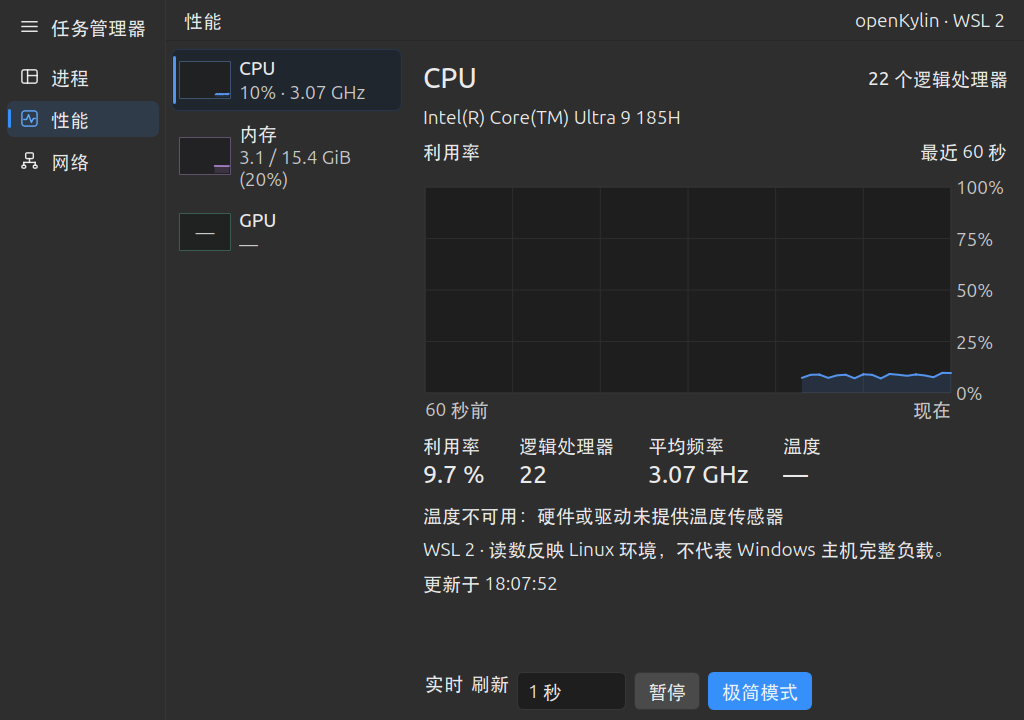 任务管理器
进程
性能
网络
性能
openKylin · WSL 2
CPU
10% · 3.07 GHz
内存
3.1 / 15.4 GiB
(20%)
—
GPU
—
CPU
22 个逻辑处理器
Intel(R) Core(TM) Ultra 9 185H
利用率
最近 60 秒
100%
75%
50%
25%
0%
60 秒前
现在
利用率 逻辑处理器 平均频率 温度
9.7 % 22 3.07 GHz —
温度不可用：硬件或驱动未提供温度传感器
WSL 2 · 读数反映 Linux 环境，不代表 Windows 主机完整负载。
更新于 18:07:52
实时 刷新 1 秒 暂停 极简模式